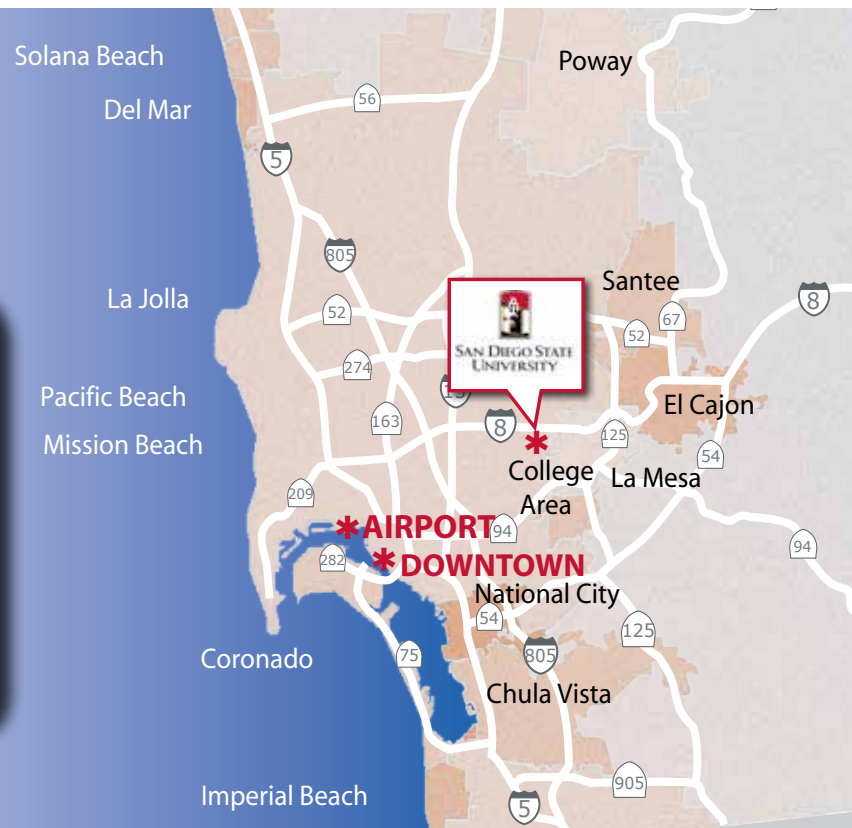 Solana Beach
Poway
Del Mar
56
5
805
La Jolla
Santee
8
52
67
52
SAN DIEGO STATE
UNIVERSITY
274
15
Pacific Beach
El Cajon
163
8
Mission Beach
125
54
College
Area
La Mesa
209
AIRPORT
94
94
282
DOWNTOWN
National City
54
125
Coronado
75
805
Chula Vista
905
Imperial Beach
5